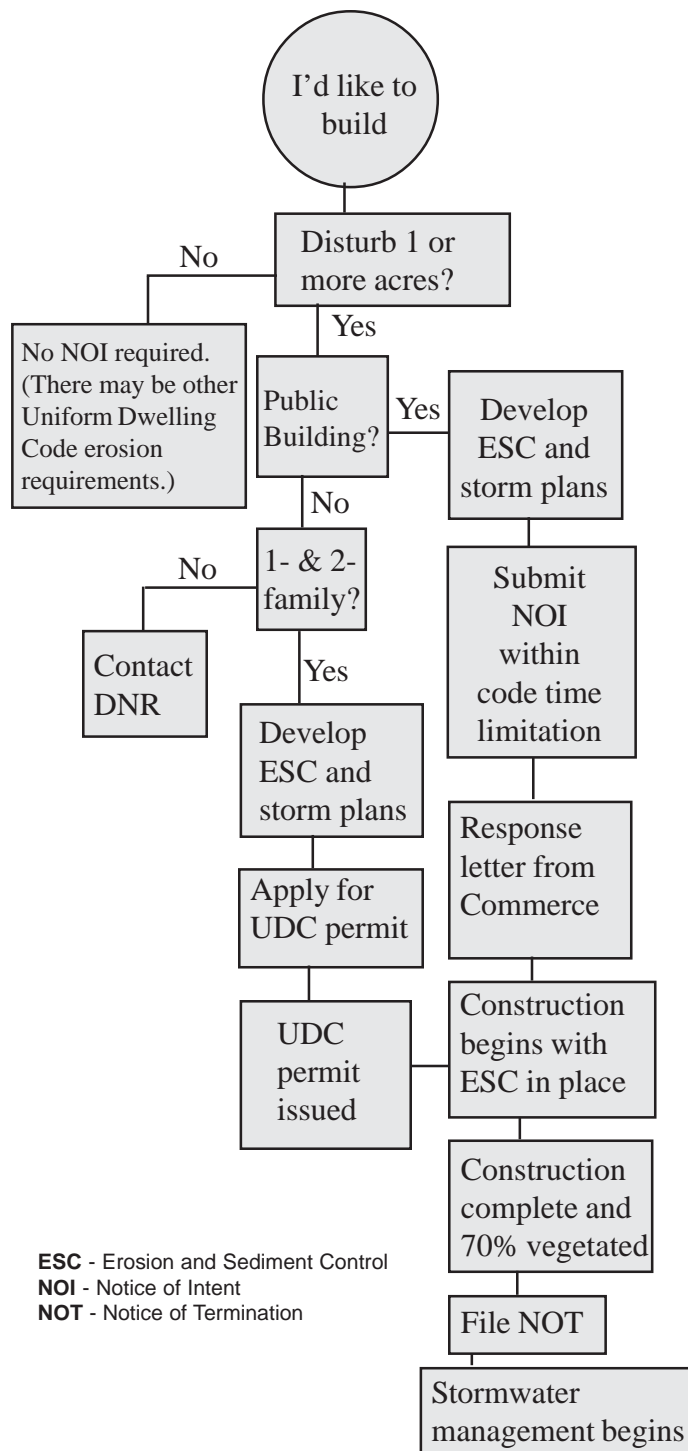 I'd like to
build
Disturb 1 or
more acres?
No
Yes
No NOI required.
(There may be other
Uniform Dwelling
Code erosion
requirements.)
Public
Building?
Yes
Develop
ESC and
storm plans
No
1- & 2-
family?
No
Submit
NOI
within
code time
limitation
Contact
DNR
Yes
Develop
ESC and
storm plans
Response
letter from
Commerce
Apply for
UDC permit
UDC
permit
issued
Construction
begins with
ESC in place
Construction
complete and
70% vegetated
ESC - Erosion and Sediment Control
NOI - Notice of Intent
NOT - Notice of Termination
File NOT
Stormwater
management begins